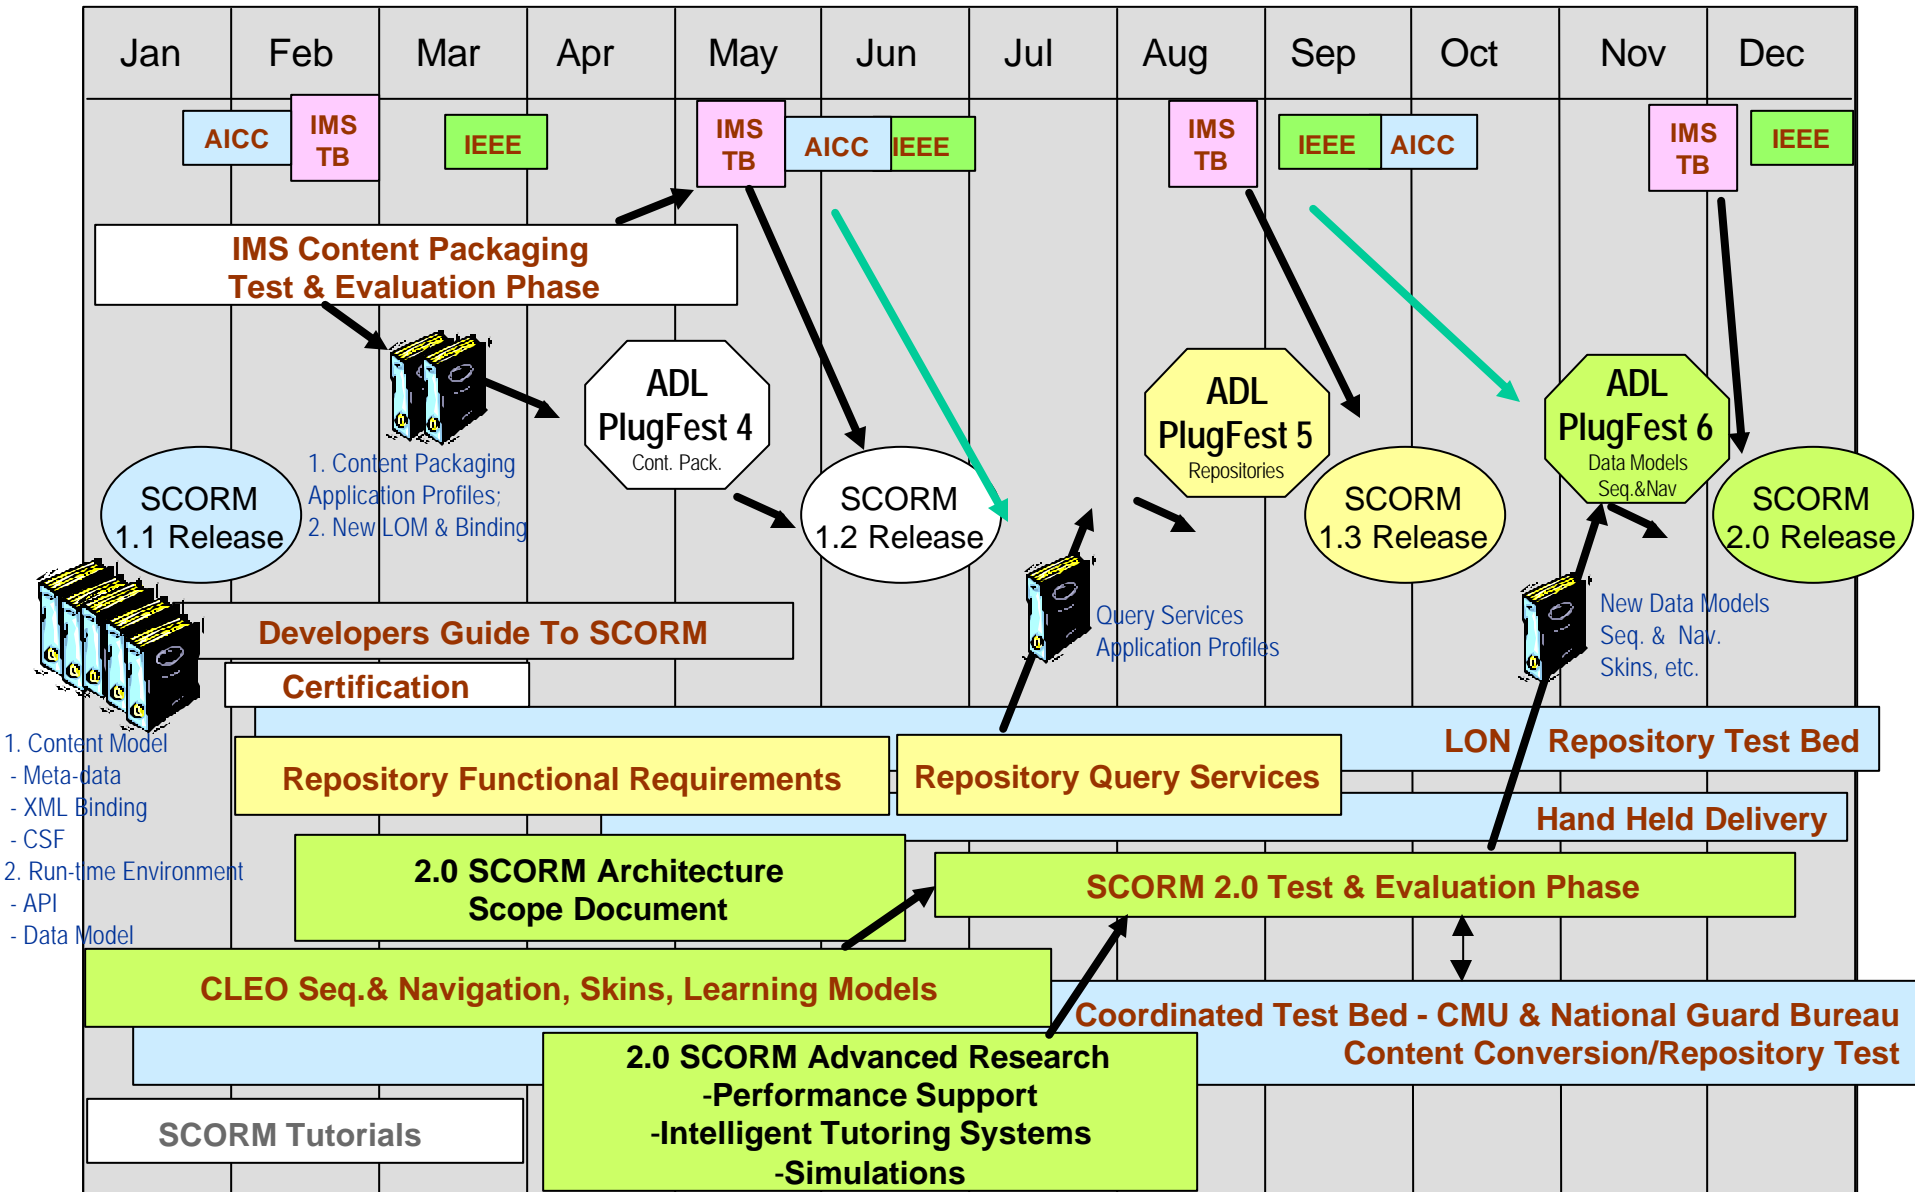 Jan Feb Mar Apr May Jun Jul Aug Sep Oct Nov Dec
AICC
IMS
TB
IEEE
IMS
TB
AICC
IEEE
IMS
TB
IEEE
AICC
IMS
TB
IEEE
IMS Content Packaging
Test & Evaluation Phase
ADL
PlugFest 4
Cont. Pack.
ADL
PlugFest 5
Repositories
ADL
PlugFest 6
Data Models
Seq.&Nav
SCORM
1.1 Release
1. Content Packaging
Application Profiles;
2. New LOM & Binding
SCORM
1.2 Release
SCORM
1.3 Release
SCORM
2.0 Release
Query Services
Application Profiles
New Data Models
Seq. & Nav.
Skins, etc.
Developers Guide To SCORM
Certification
1. Content Model
- Meta-data
- XML Binding
- CSF
2. Run-time Environment
- API
- Data Model
LON Repository Test Bed
Repository Functional Requirements
Repository Query Services
Hand Held Delivery
2.0 SCORM Architecture
Scope Document
SCORM 2.0 Test & Evaluation Phase
CLEO Seq.& Navigation, Skins, Learning Models
Coordinated Test Bed - CMU & National Guard Bureau
Content Conversion/Repository Test
2.0 SCORM Advanced Research
-Performance Support
-Intelligent Tutoring Systems
-Simulations
SCORM Tutorials